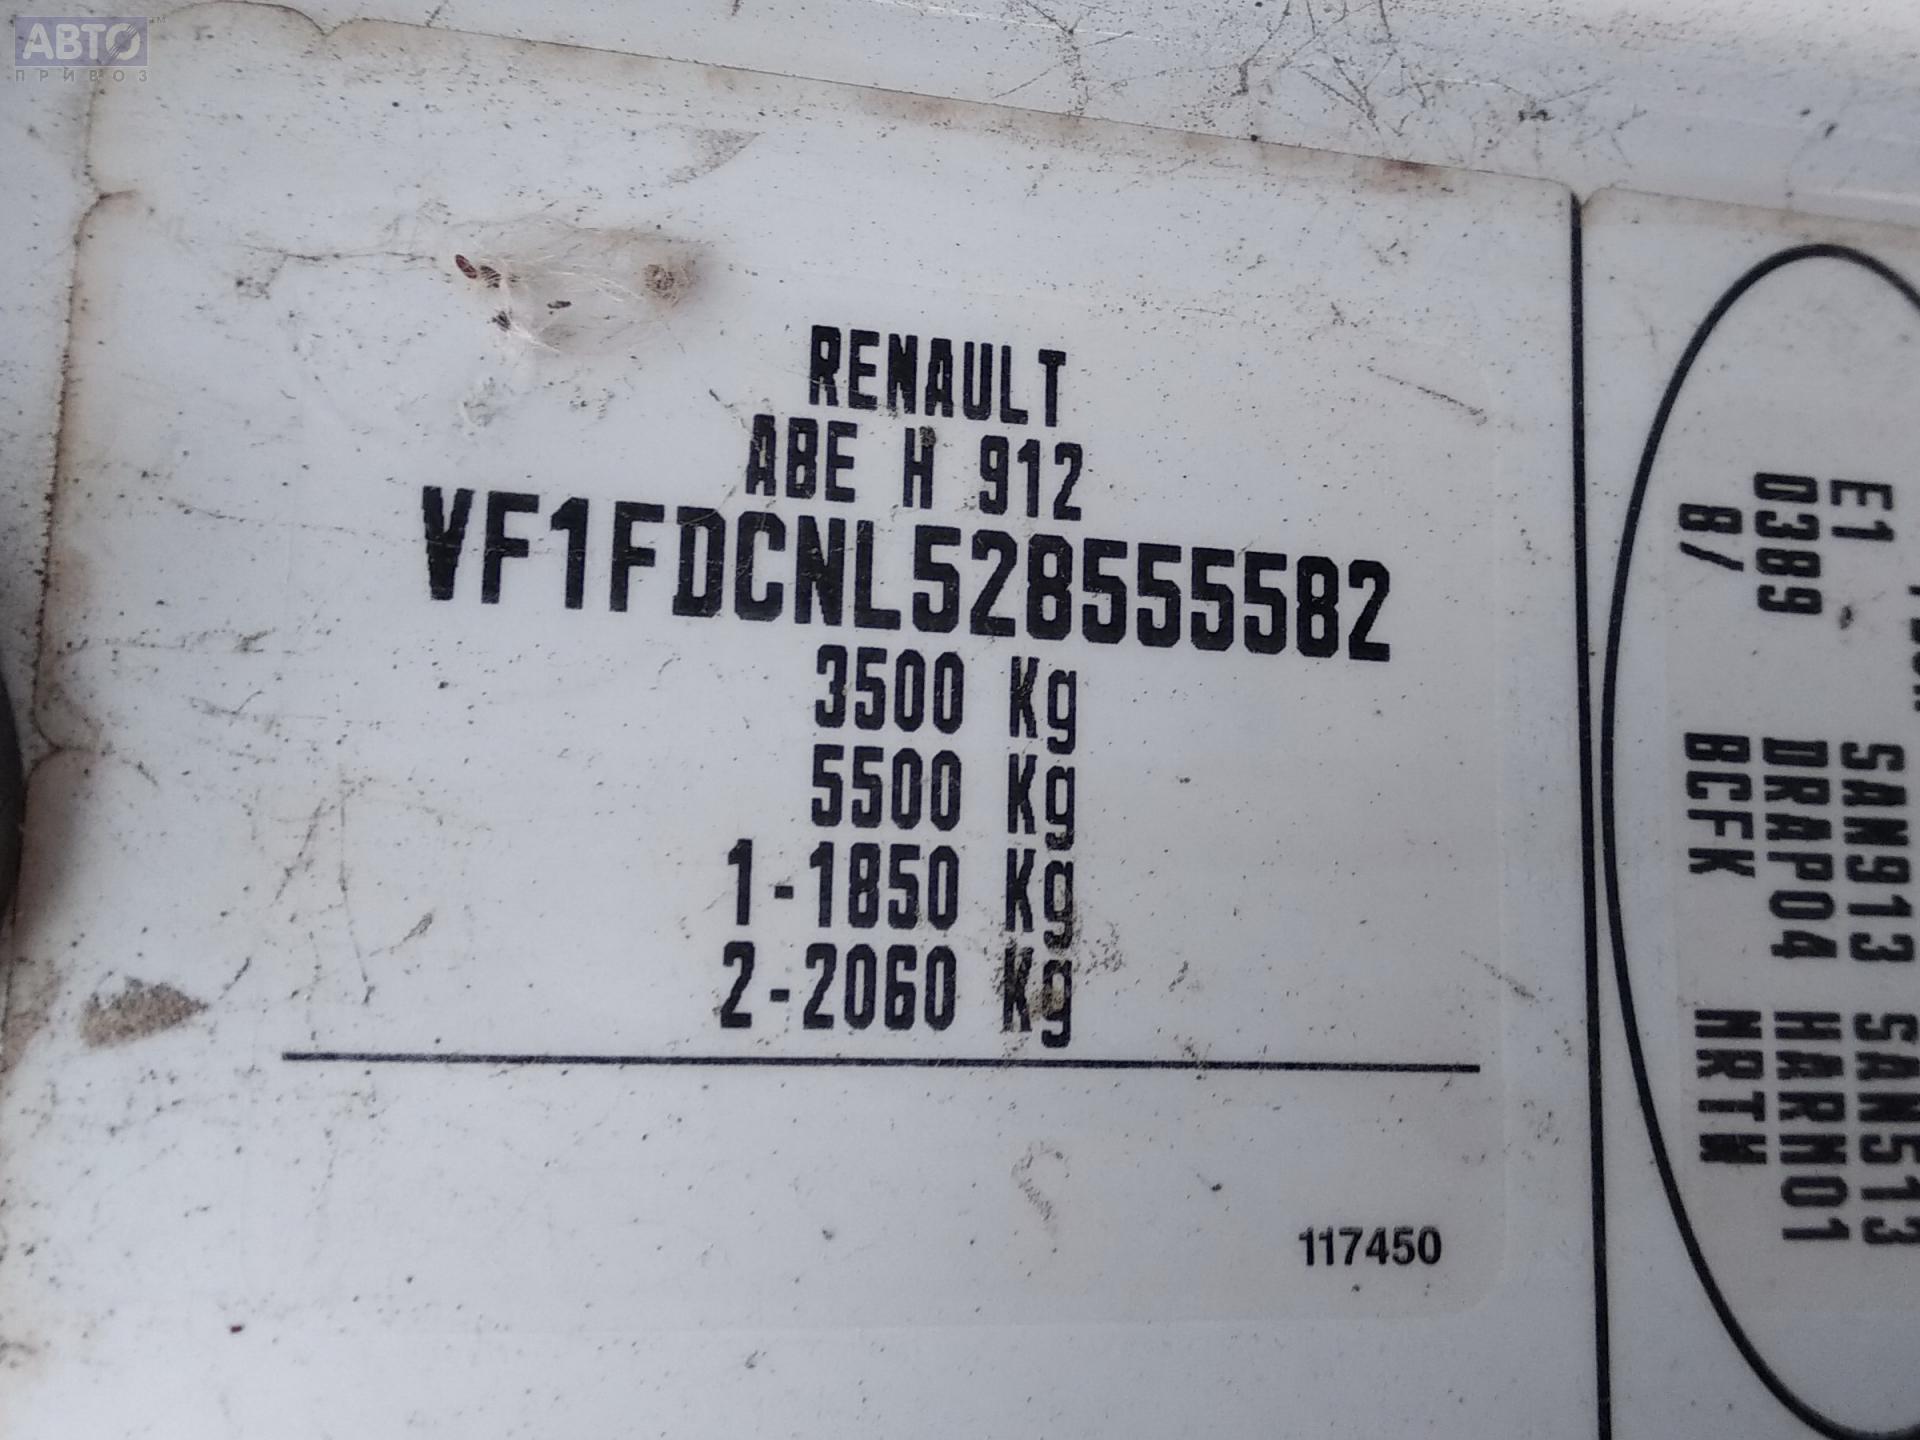 АВТО
ПРИВОЗ
RENAULT
ABE H 912
VF1FDCNL528555582
3500 Kg
5500 Kg
1-1850 Kg
2-2060 Kg
117450
E1 SAN913 SAN513
0389 DRAP04 HARM01
8/ BCFK NRTW